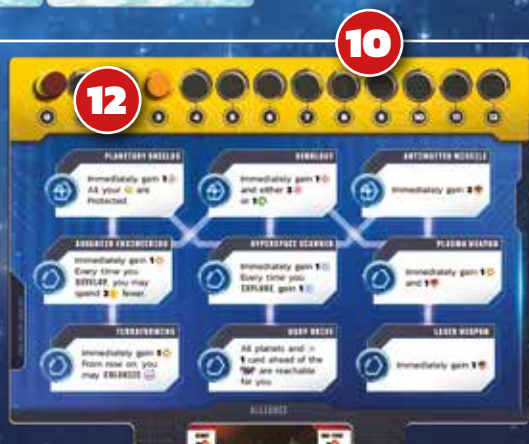 10
12
0 3 4 5 6 7 8 9 10 11 12
PLANETARY SHIELDS
Immediately gain 1
All your are
Protected.
XENOLOGY
Immediately gain 1
and either 3
or 1
ANTIMATTER MISSILE
Immediately gain 3
ADVANCED ENGINEERING
Immediately gain 1
Every time you
DEVELOP, you may
spend 3 fewer.
HYPERSPACE SCANNER
Immediately gain 1
Every time you
EXPLORE, gain 1
PLASMA WEAPON
Immediately gain 1
and 1
TERRAFORMING
Immediately gain 1
From now on, you
may COLONIZE
WARP DRIVE
All planets and
1 card ahead of the
are reachable
for you.
LASER WEAPON
Immediately gain 1
ALLIANCE